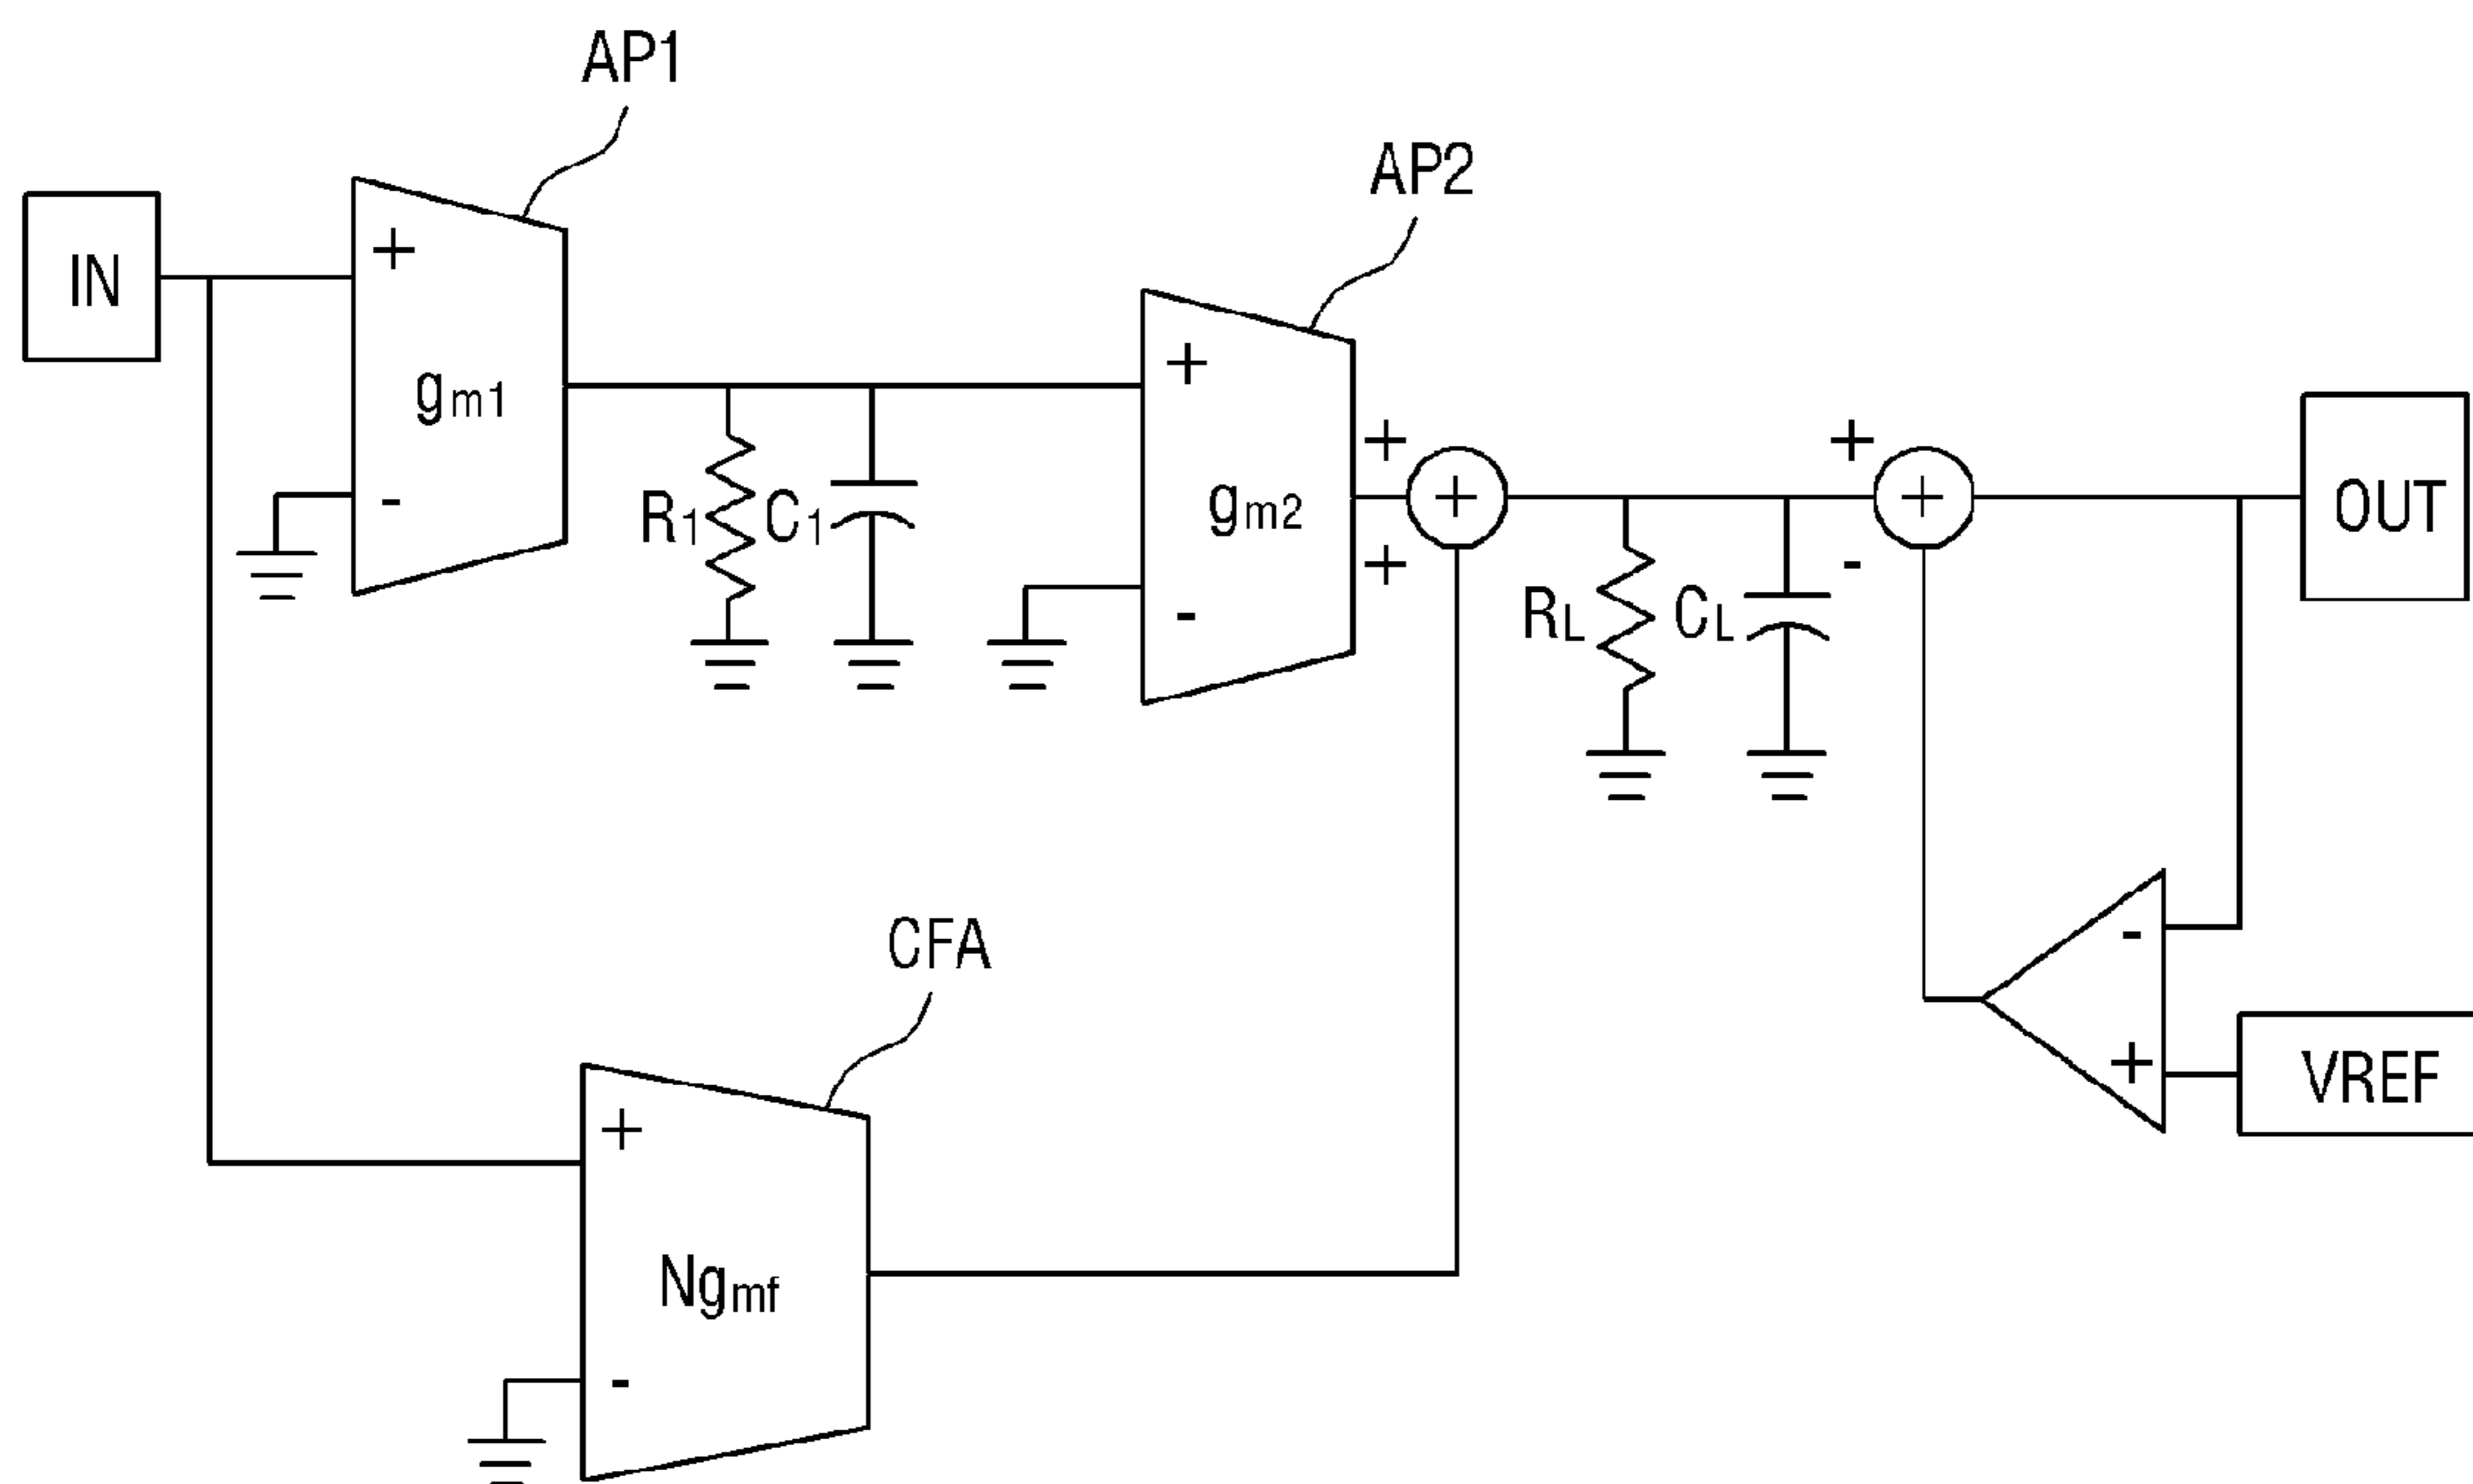 AP1
AP2
IN
+
-
gm1
R1
C1
+
-
gm2
+
+
+
RL
CL
+
-
+
OUT
CFA
+
-
Ngmf
-
+
VREF